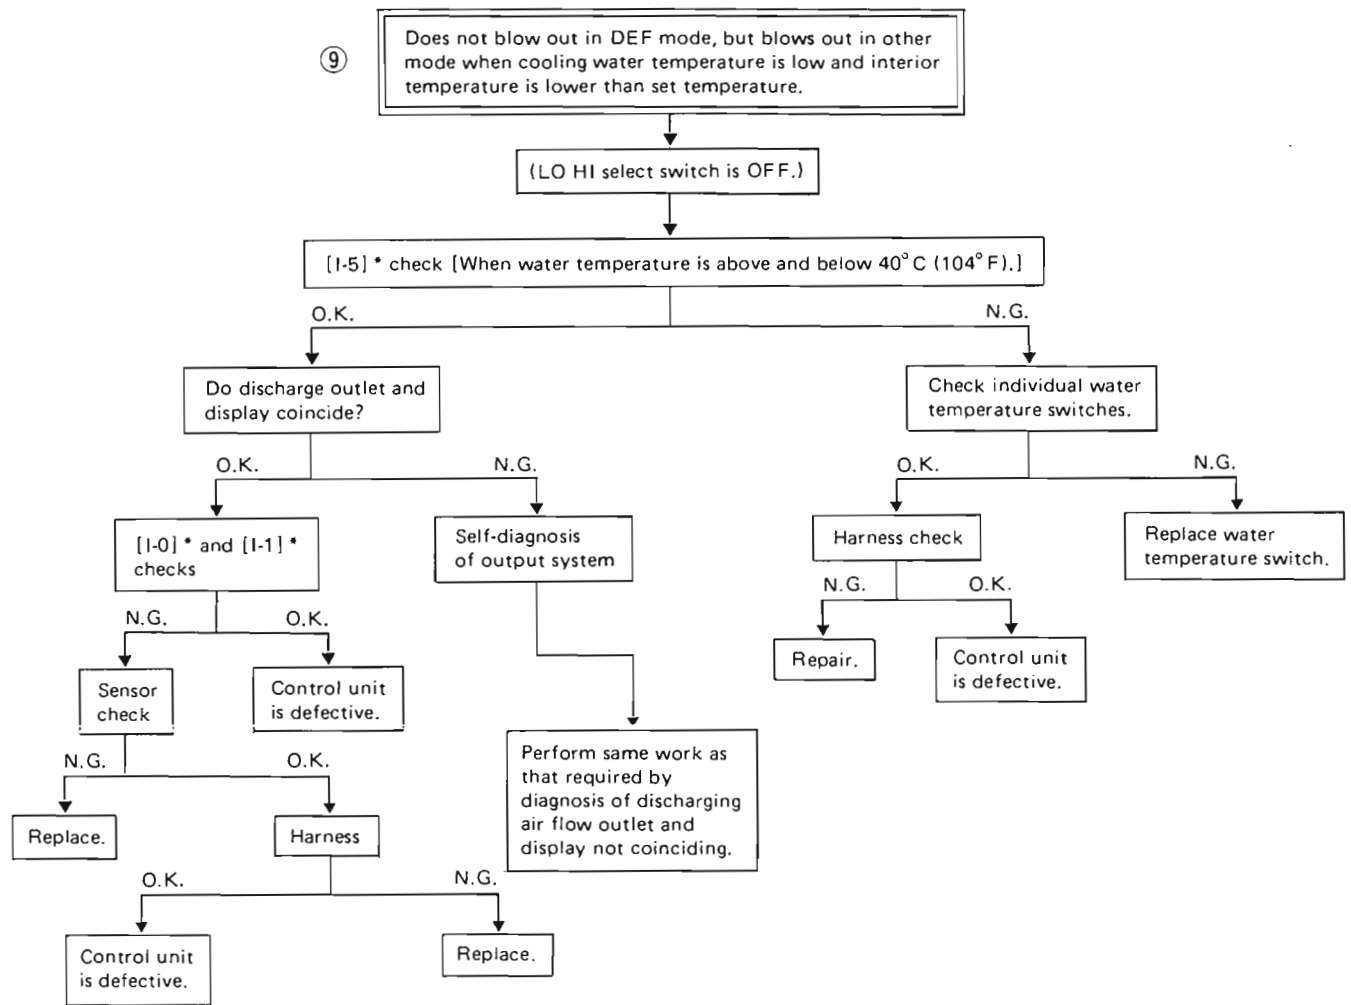 9
Does not blow out in DEF mode, but blows out in other
mode when cooling water temperature is low and interior
temperature is lower than set temperature.
(LO HI select switch is OFF.)
[I-5]* check [When water temperature is above and below 40°C (104°F).]
O.K.
N.G.
Do discharge outlet and
display coincide?
Check individual water
temperature switches.
O.K.
N.G.
O.K.
N.G.
[I-0]* and [I-1]*
checks
Self-diagnosis
of output system
Harness check
Replace water
temperature switch.
N.G.
O.K.
N.G.
O.K.
Sensor
check
Control unit
is defective.
Repair.
Control unit
is defective.
N.G.
O.K.
Perform same work as
that required by
diagnosis of discharging
air flow outlet and
display not coinciding.
Replace.
Harness
O.K.
N.G.
Control unit
is defective.
Replace.